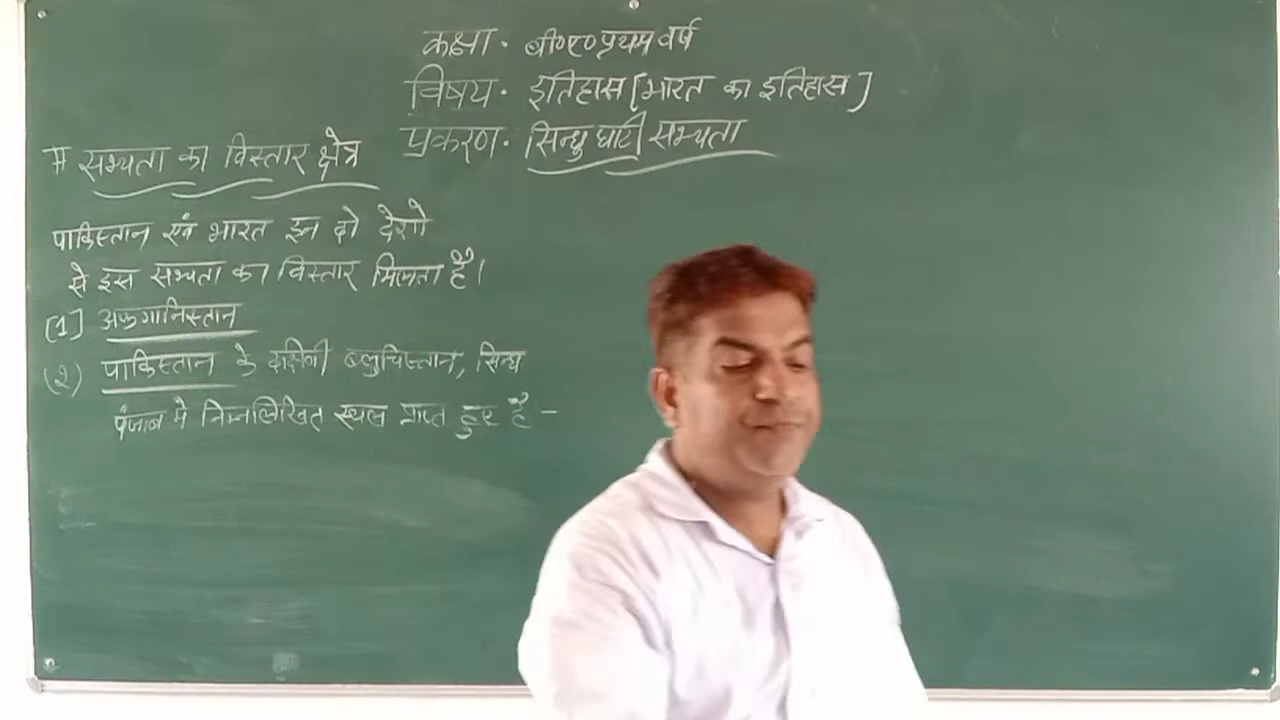 कक्षा. बी०ए० प्रथम वर्ष
विषय. इतिहास [भारत का इतिहास]
प्रकरण. सिन्धु घाटी सभ्यता
# सभ्यता का विस्तार क्षेत्र
पाकिस्तान एवं भारत इन दो देशो
से इस सभ्यता का विस्तार मिलता है।
[1] अफगानिस्तान
(2) पाकिस्तान के दक्षिणी ब्लुचिस्तान, सिन्ध
पंजाब मे निम्नलिखित स्थल प्राप्त हुए है -